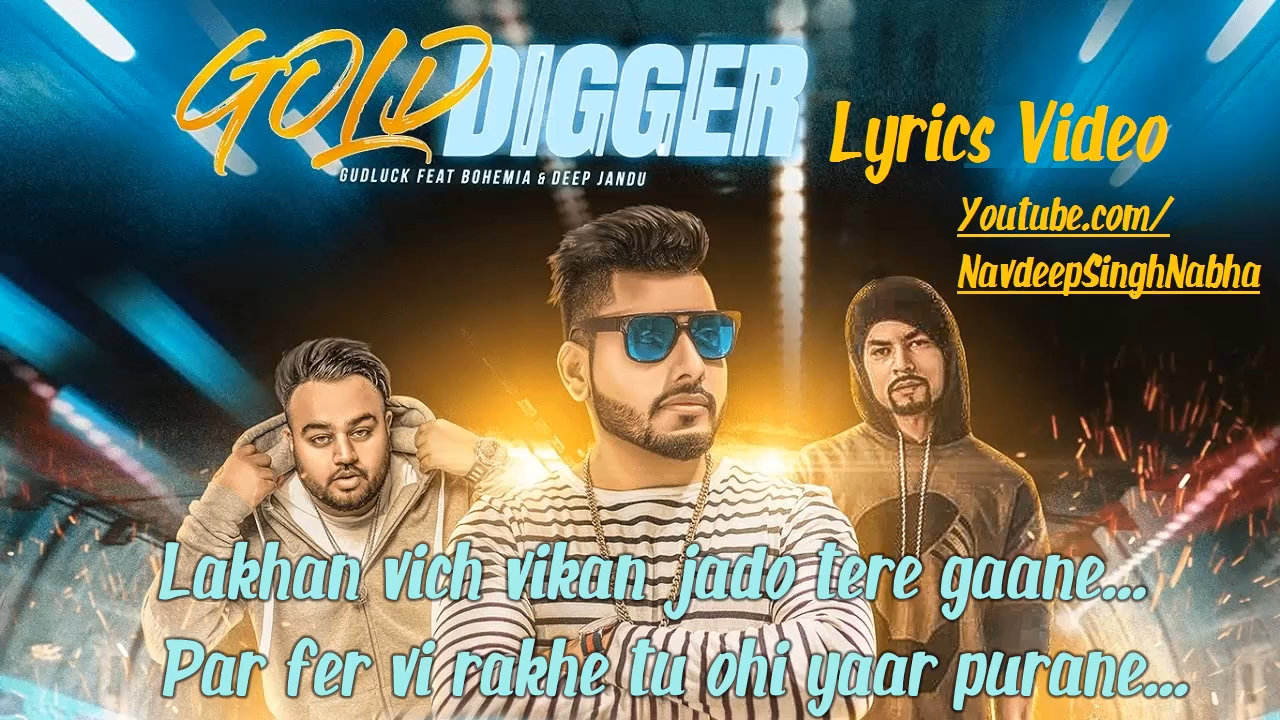 GOLD DIGGER
GUDLUCK FEAT BOHEMIA & DEEP JANDU
Lyrics Video
Youtube.com/
NavdeepSinghNabha
Lakhan vich vikan jado tere gaane...
Par fer vi rakhe tu ohi yaar purane...